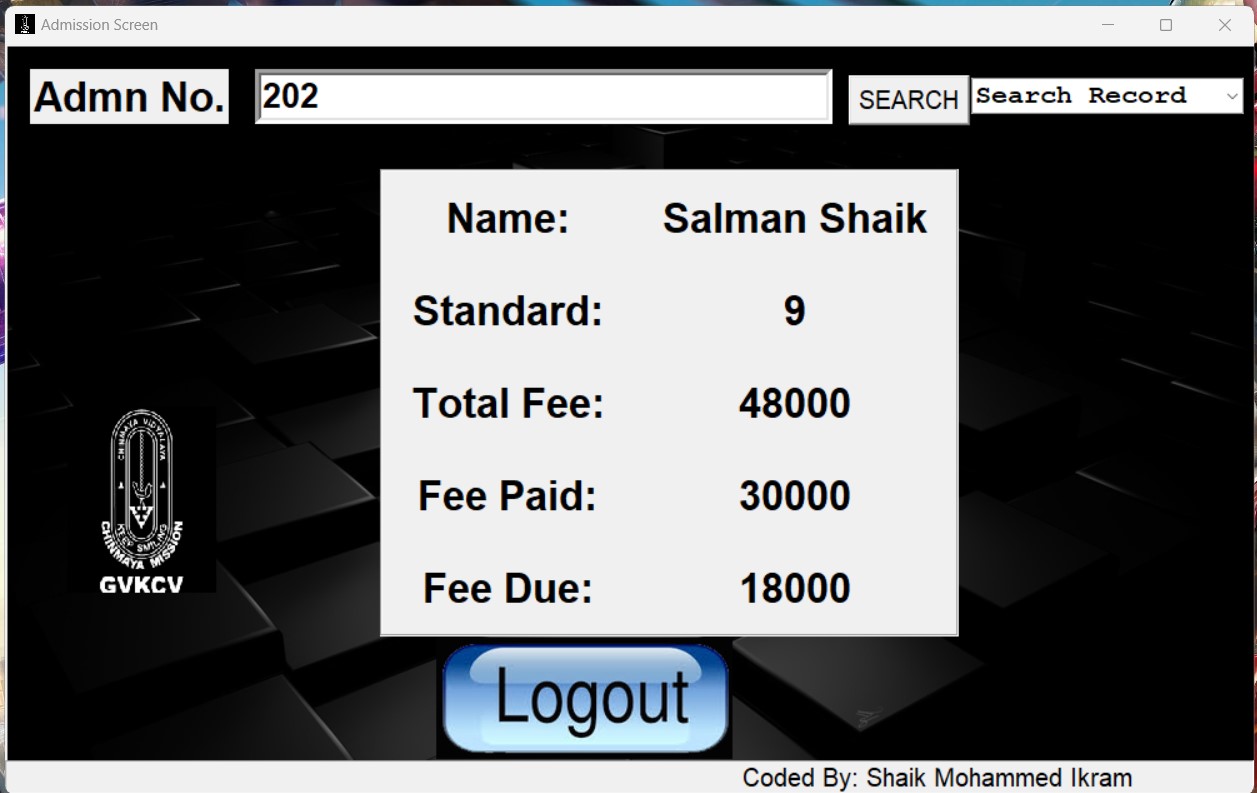 Admission Screen
Admn No. 202 SEARCH Search Record
Name: Salman Shaik
Standard: 9
Total Fee: 48000
Fee Paid: 30000
Fee Due: 18000
CHINMAYA VIDYALAYA
KEEP SMILING
CHINMAYA MISSION
GVKCV
Logout
Coded By: Shaik Mohammed Ikram